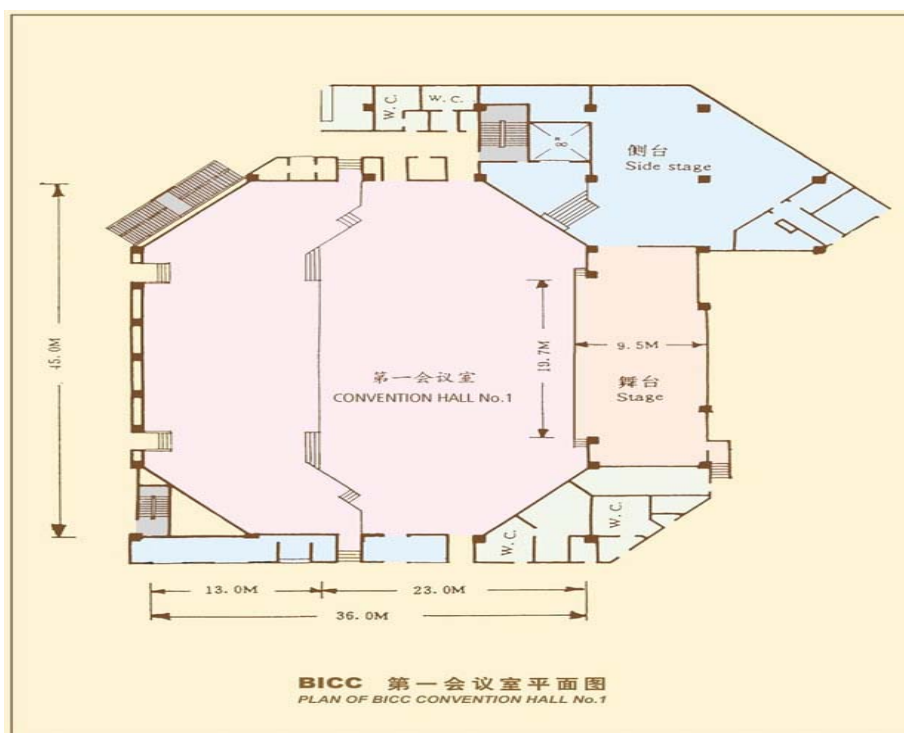 W.C.
W.C.
8#
侧台
Side stage
45.0M
19.7M
9.5M
第一会议室
CONVENTION HALL No.1
舞台
Stage
W.C.
W.C.
13.0M
23.0M
36.0M
BICC 第一会议室平面图
PLAN OF BICC CONVENTION HALL No.1